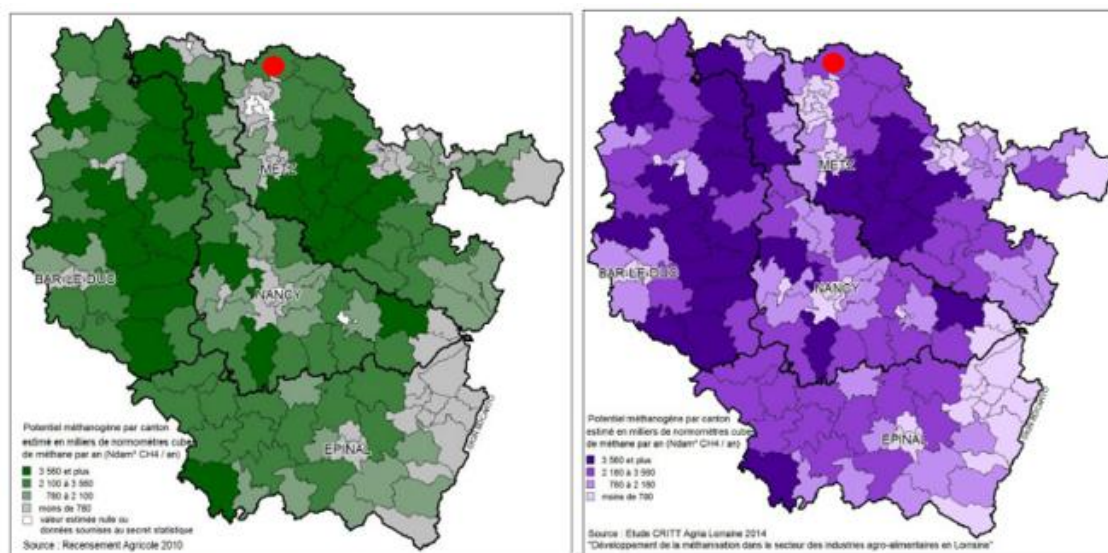 METZ
BAR-LE-DUC
NANCY
EPINAL
Potentiel méthanogène par canton
estimé en milliers de normomètres cubes
de méthane par an (Ndam³ CH4 / an)
3 560 et plus
2 100 à 3 560
780 à 2 100
moins de 780
valeur estimée nulle ou
données soumises au secret statistique
Source : Recensement Agricole 2010
METZ
BAR-LE-DUC
NANCY
EPINAL
Potentiel méthanogène par canton
estimé en milliers de normomètres cubes
de méthane par an (Ndam³ CH4 / an)
3 560 et plus
2 160 à 3 560
780 à 2 160
moins de 780
Source : Etude CRITT Agria Lorraine 2014
"Développement de la méthanisation dans le secteur des industries agro-alimentaires en Lorraine"